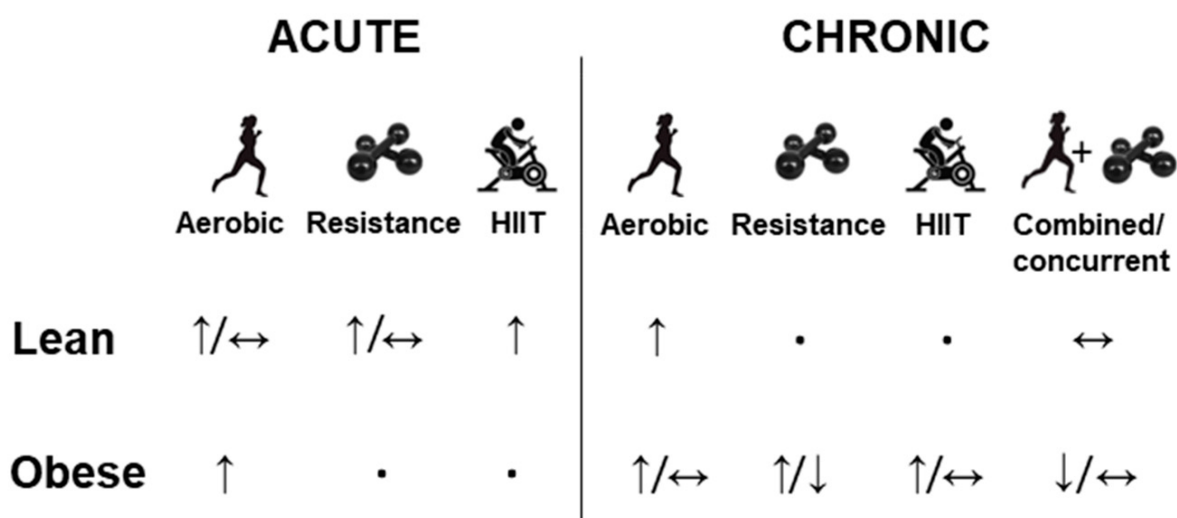 ACUTE CHRONIC
+
Aerobic Resistance HIIT Aerobic Resistance HIIT Combined/
concurrent
Lean ↑/↔ ↑/↔ ↑ ↑ · · ↔
Obese ↑ · · ↑/↔ ↑/↓ ↑/↔ ↓/↔